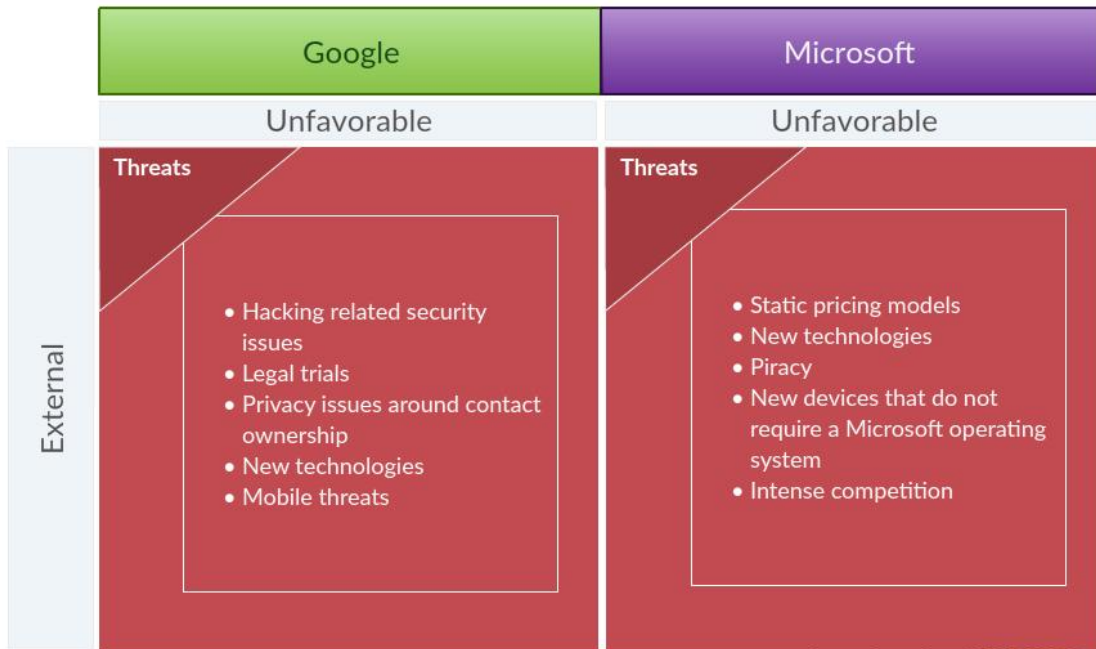 Google
Microsoft
Unfavorable
Unfavorable
External
Threats
• Hacking related security
issues
• Legal trials
• Privacy issues around contact
ownership
• New technologies
• Mobile threats
Threats
• Static pricing models
• New technologies
• Piracy
• New devices that do not
require a Microsoft operating
system
• Intense competition